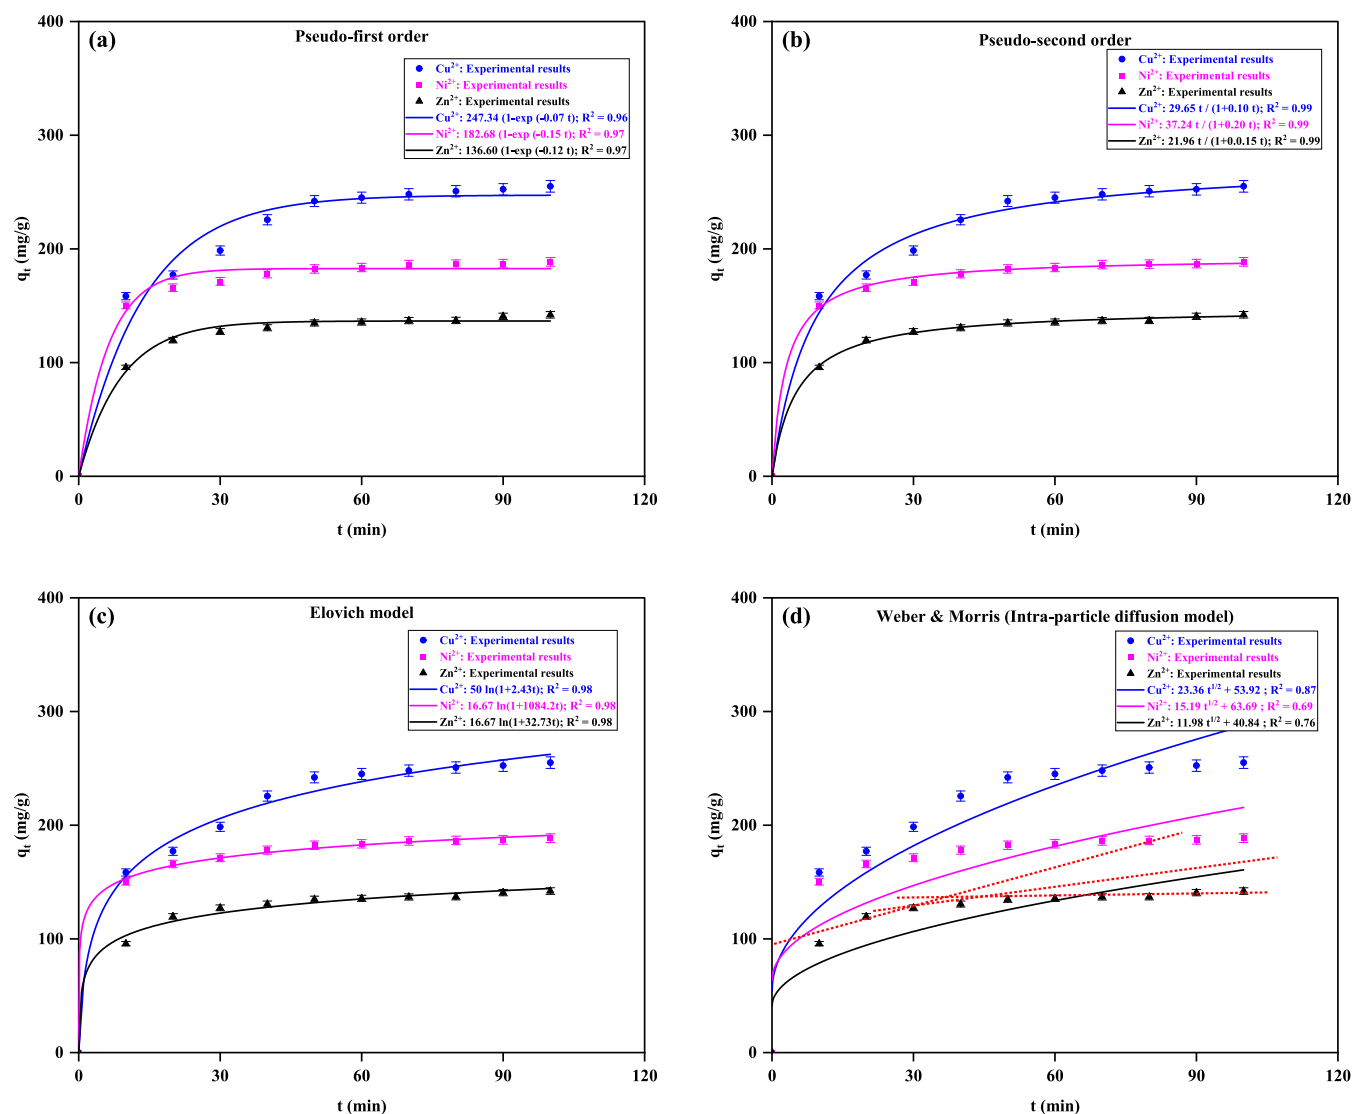 (a)
Pseudo-first order
Cu²⁺: Experimental results
Ni²⁺: Experimental results
Zn²⁺: Experimental results
Cu²⁺: 247.34 (1-exp (-0.07 t); R² = 0.96
Ni²⁺: 182.68 (1-exp (-0.15 t); R² = 0.97
Zn²⁺: 136.60 (1-exp (-0.12 t); R² = 0.97
400
300
200
100
0
qₜ (mg/g)
0 30 60 90 120
t (min)
(b)
Pseudo-second order
Cu²⁺: Experimental results
Ni²⁺: Experimental results
Zn²⁺: Experimental results
Cu²⁺: 29.65 t / (1+0.10 t); R² = 0.99
Ni²⁺: 37.24 t / (1+0.20 t); R² = 0.99
Zn²⁺: 21.96 t / (1+0.0.15 t); R² = 0.99
400
300
200
100
0
qₜ (mg/g)
0 30 60 90 120
t (min)
(c)
Elovich model
Cu²⁺: Experimental results
Ni²⁺: Experimental results
Zn²⁺: Experimental results
Cu²⁺: 50 ln(1+2.43t); R² = 0.98
Ni²⁺: 16.67 ln(1+1084.2t); R² = 0.98
Zn²⁺: 16.67 ln(1+32.73t); R² = 0.98
400
300
200
100
0
qₜ (mg/g)
0 30 60 90 120
t (min)
(d)
Weber & Morris (Intra-particle diffusion model)
Cu²⁺: Experimental results
Ni²⁺: Experimental results
Zn²⁺: Experimental results
Cu²⁺: 23.36 t¹ᐟ² + 53.92 ; R² = 0.87
Ni²⁺: 15.19 t¹ᐟ² + 63.69 ; R² = 0.69
Zn²⁺: 11.98 t¹ᐟ² + 40.84 ; R² = 0.76
400
300
200
100
0
qₜ (mg/g)
0 30 60 90 120
t (min)